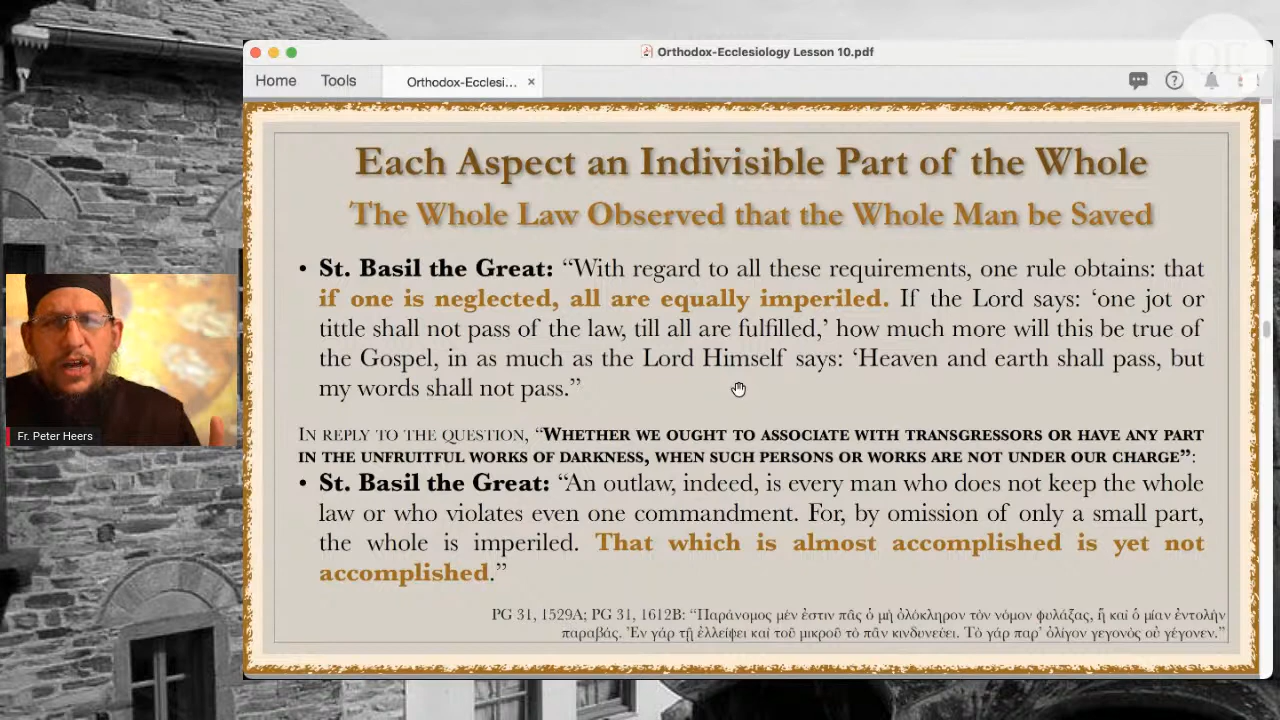 Orthodox-Ecclesiology Lesson 10.pdf
Home Tools Orthodox-Ecclesi... ×
OE
Each Aspect an Indivisible Part of the Whole
The Whole Law Observed that the Whole Man be Saved
• St. Basil the Great: “With regard to all these requirements, one rule obtains: that
if one is neglected, all are equally imperiled. If the Lord says: ‘one jot or
tittle shall not pass of the law, till all are fulfilled,’ how much more will this be true of
the Gospel, in as much as the Lord Himself says: ‘Heaven and earth shall pass, but
my words shall not pass.”
Fr. Peter Heers
IN REPLY TO THE QUESTION, “WHETHER WE OUGHT TO ASSOCIATE WITH TRANSGRESSORS OR HAVE ANY PART
IN THE UNFRUITFUL WORKS OF DARKNESS, WHEN SUCH PERSONS OR WORKS ARE NOT UNDER OUR CHARGE”:
• St. Basil the Great: “An outlaw, indeed, is every man who does not keep the whole
law or who violates even one commandment. For, by omission of only a small part,
the whole is imperiled. That which is almost accomplished is yet not
accomplished.”
PG 31, 1529A; PG 31, 1612B: “Παράνομος μέν ἐστιν πᾶς ὁ μὴ ὁλόκληρον τὸν νόμον φυλάξας, ἤ καί ὁ μίαν ἐντολὴν
παραβάς. Ἐν γάρ τῇ ἐλλείψει καί τοῦ μικροῦ τὸ πᾶν κινδυνεύει. Τὸ γάρ παρ’ ὀλίγον γεγονὸς οὐ γέγονεν.”